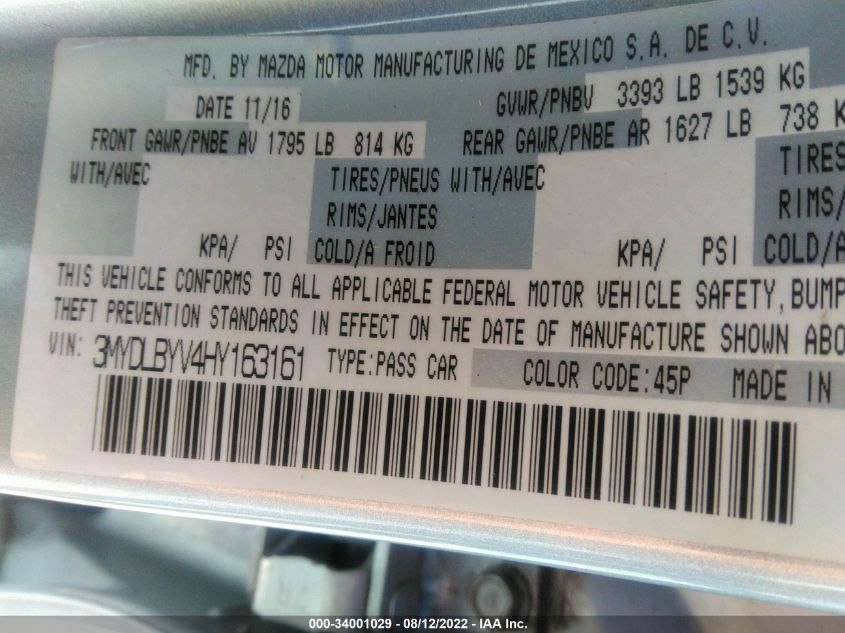 MFD. BY MAZDA MOTOR MANUFACTURING DE MEXICO S.A. DE C.V.
DATE 11/16 GVWR/PNBV 3393 LB 1539 KG
FRONT GAWR/PNBE AV 1795 LB 814 KG REAR GAWR/PNBE AR 1627 LB 738 K
WITH/AVEC TIRES/PNEUS WITH/AVEC TIRES
RIMS/JANTES RIMS/
KPA/ PSI COLD/A FROID KPA/ PSI COLD/A
THIS VEHICLE CONFORMS TO ALL APPLICABLE FEDERAL MOTOR VEHICLE SAFETY, BUMP
THEFT PREVENTION STANDARDS IN EFFECT ON THE DATE OF MANUFACTURE SHOWN ABO
VIN: 3MYDLBYV4HY163161 TYPE:PASS CAR COLOR CODE:45P MADE IN
000-34001029 - 08/12/2022 - IAA Inc.